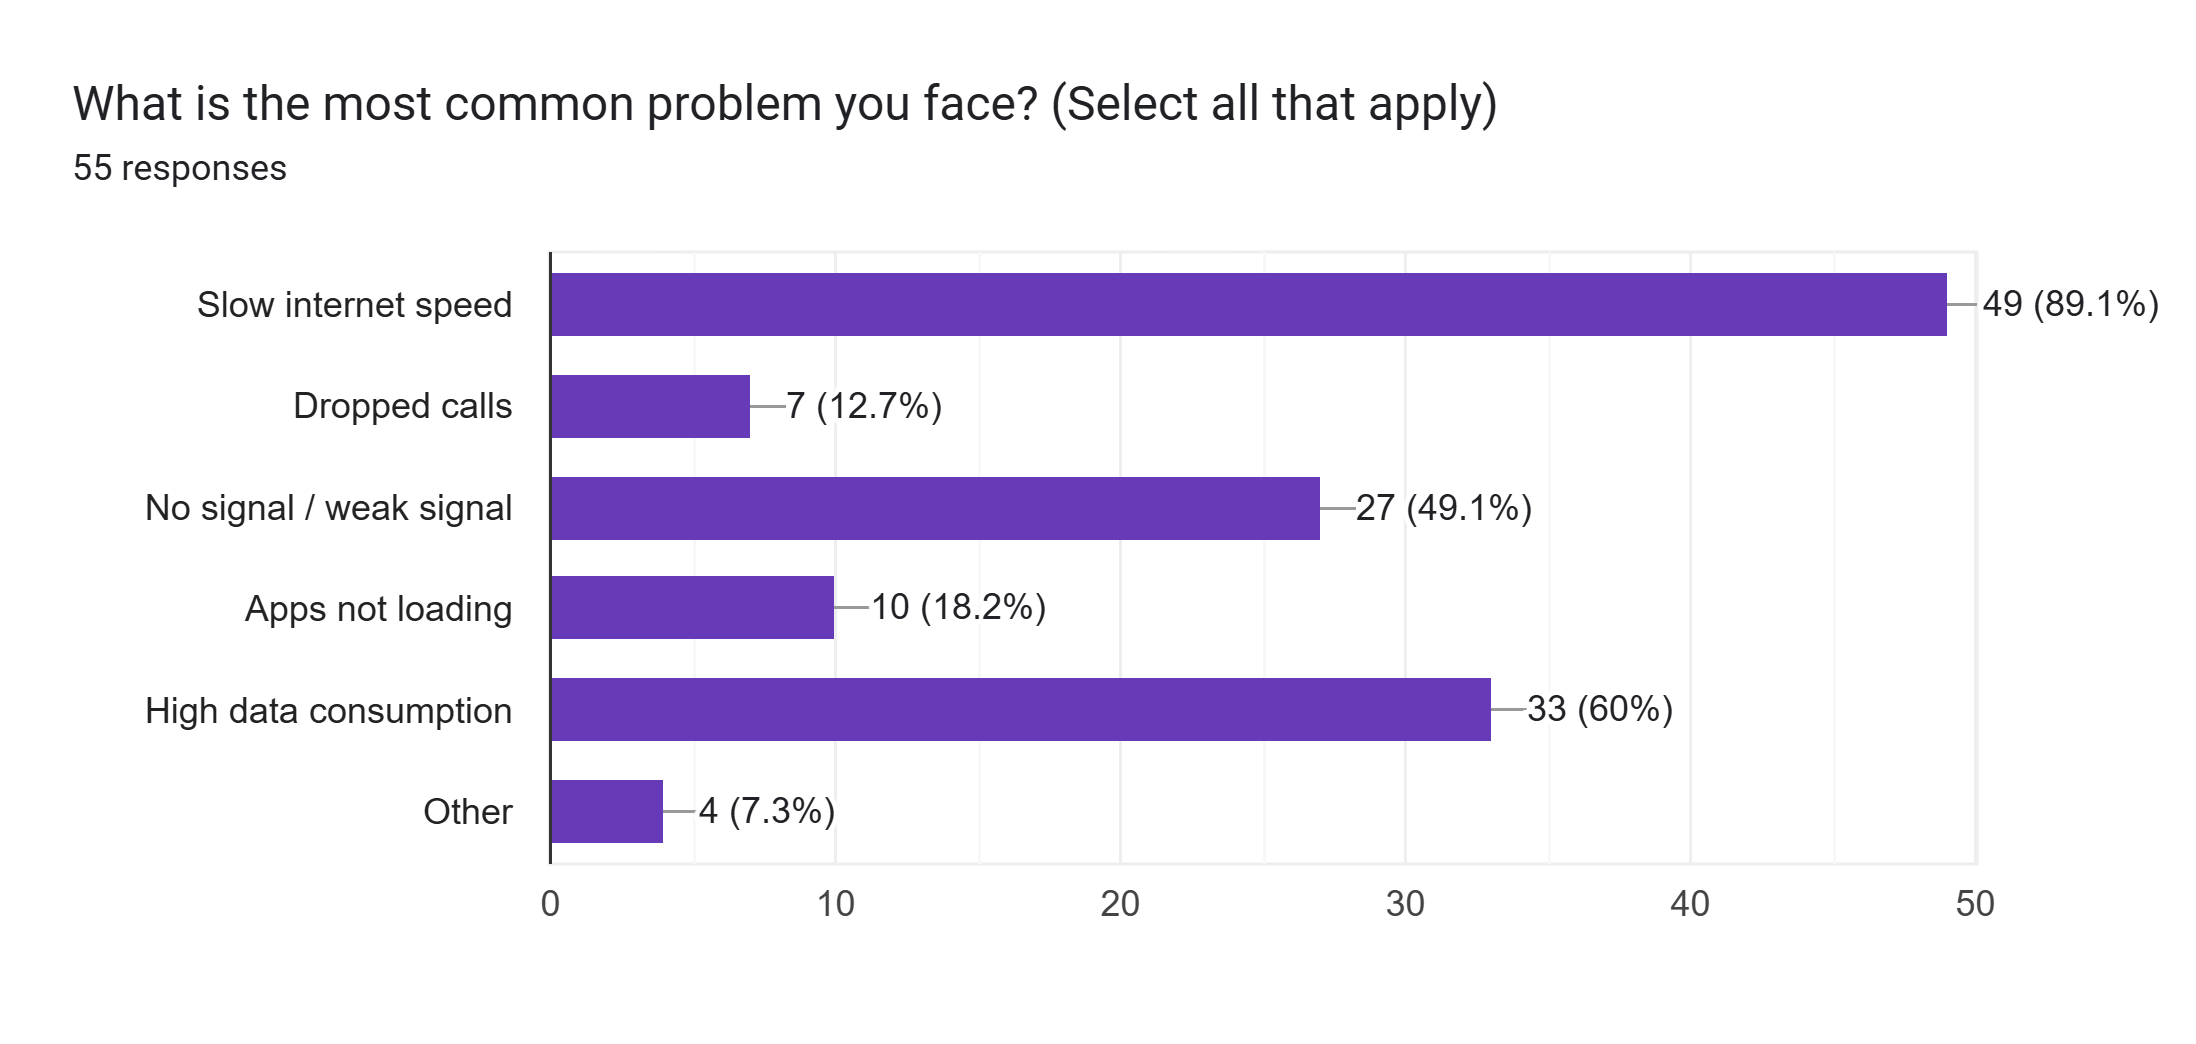 What is the most common problem you face? (Select all that apply)
55 responses
Slow internet speed 49 (89.1%)
Dropped calls 7 (12.7%)
No signal / weak signal 27 (49.1%)
Apps not loading 10 (18.2%)
High data consumption 33 (60%)
Other 4 (7.3%)
0 10 20 30 40 50